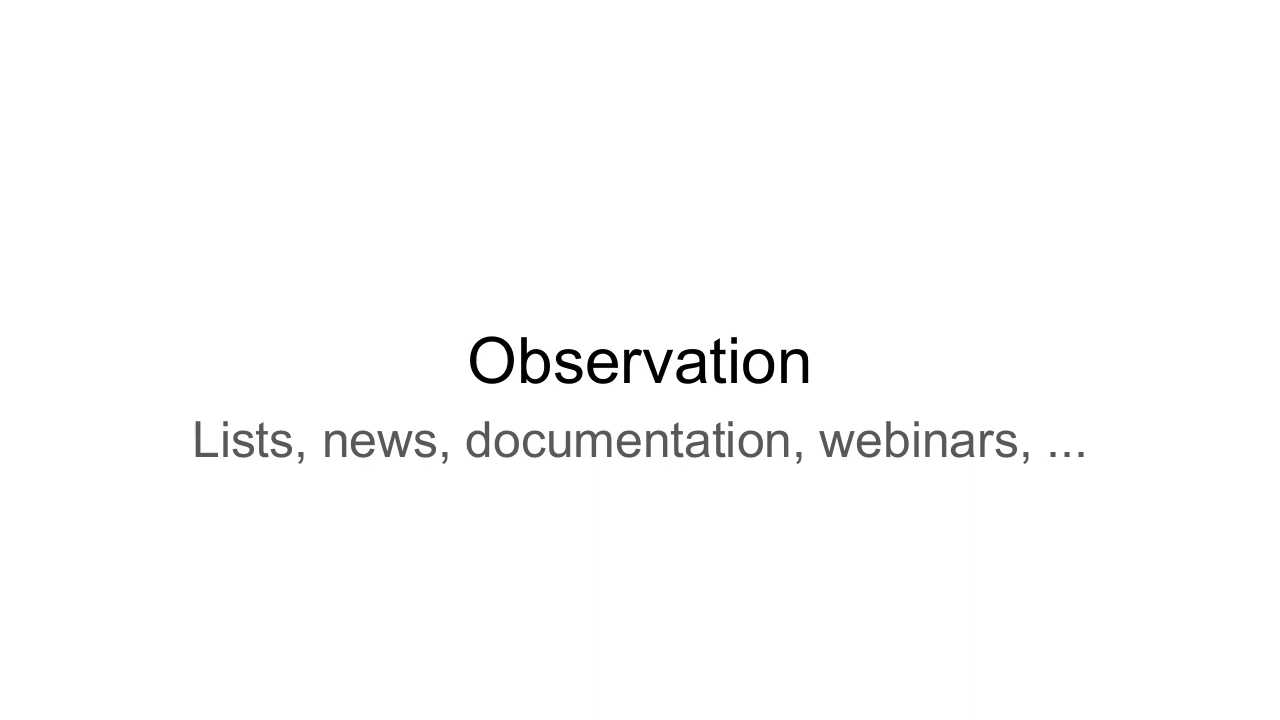 Observation
Lists, news, documentation, webinars, ...